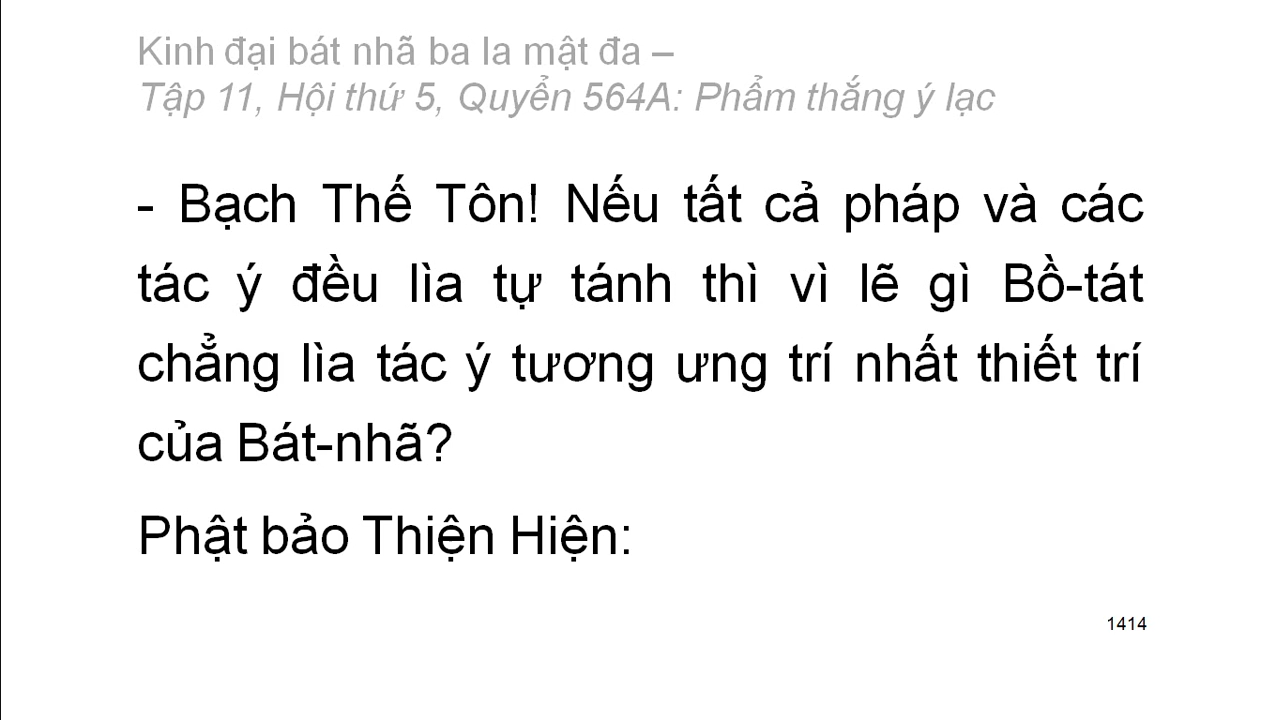 Kinh đại bát nhã ba la mật đa –
Tập 11, Hội thứ 5, Quyển 564A: Phẩm thắng ý lạc
- Bạch Thế Tôn! Nếu tất cả pháp và các
tác ý đều lìa tự tánh thì vì lẽ gì Bồ-tát
chẳng lìa tác ý tương ưng trí nhất thiết trí
của Bát-nhã?
Phật bảo Thiện Hiện:
1414